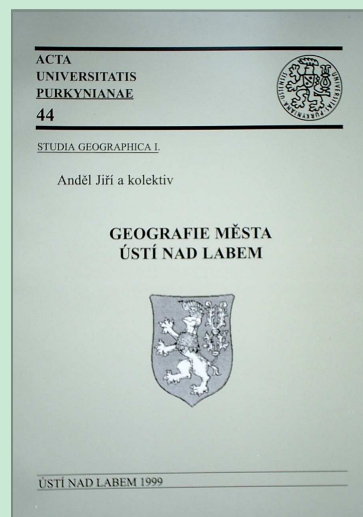 ACTA
UNIVERSITATIS
PURKYNIANAE
44
STUDIA GEOGRAPHICA I.
Anděl Jiří a kolektiv
GEOGRAFIE MĚSTA
ÚSTÍ NAD LABEM
ÚSTÍ NAD LABEM 1999